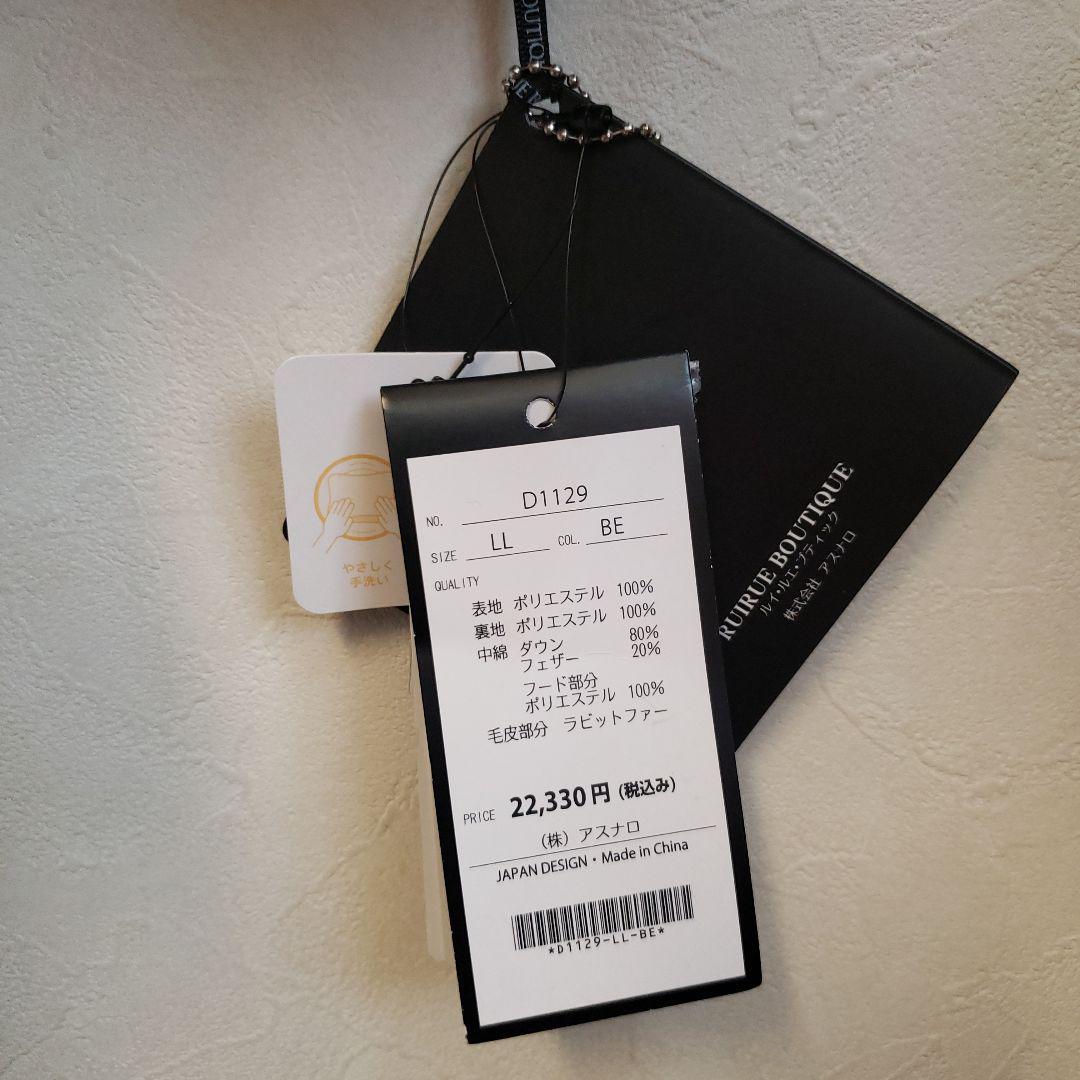 OUTIQU
やさしく
手洗い
NO. D1129
SIZE LL COL. BE
QUALITY
表地 ポリエステル 100%
裏地 ポリエステル 100%
中綿 ダウン 80%
フェザー 20%
フード部分
ポリエステル 100%
毛皮部分 ラビットファー
PRICE 22,330円 (税込み)
(株) アスナロ
JAPAN DESIGN・Made in China
*D1129-LL-BE*
RUIRUE BOUTIQUE
ルイ・ルエ・ブティック
株式会社 アスナロ